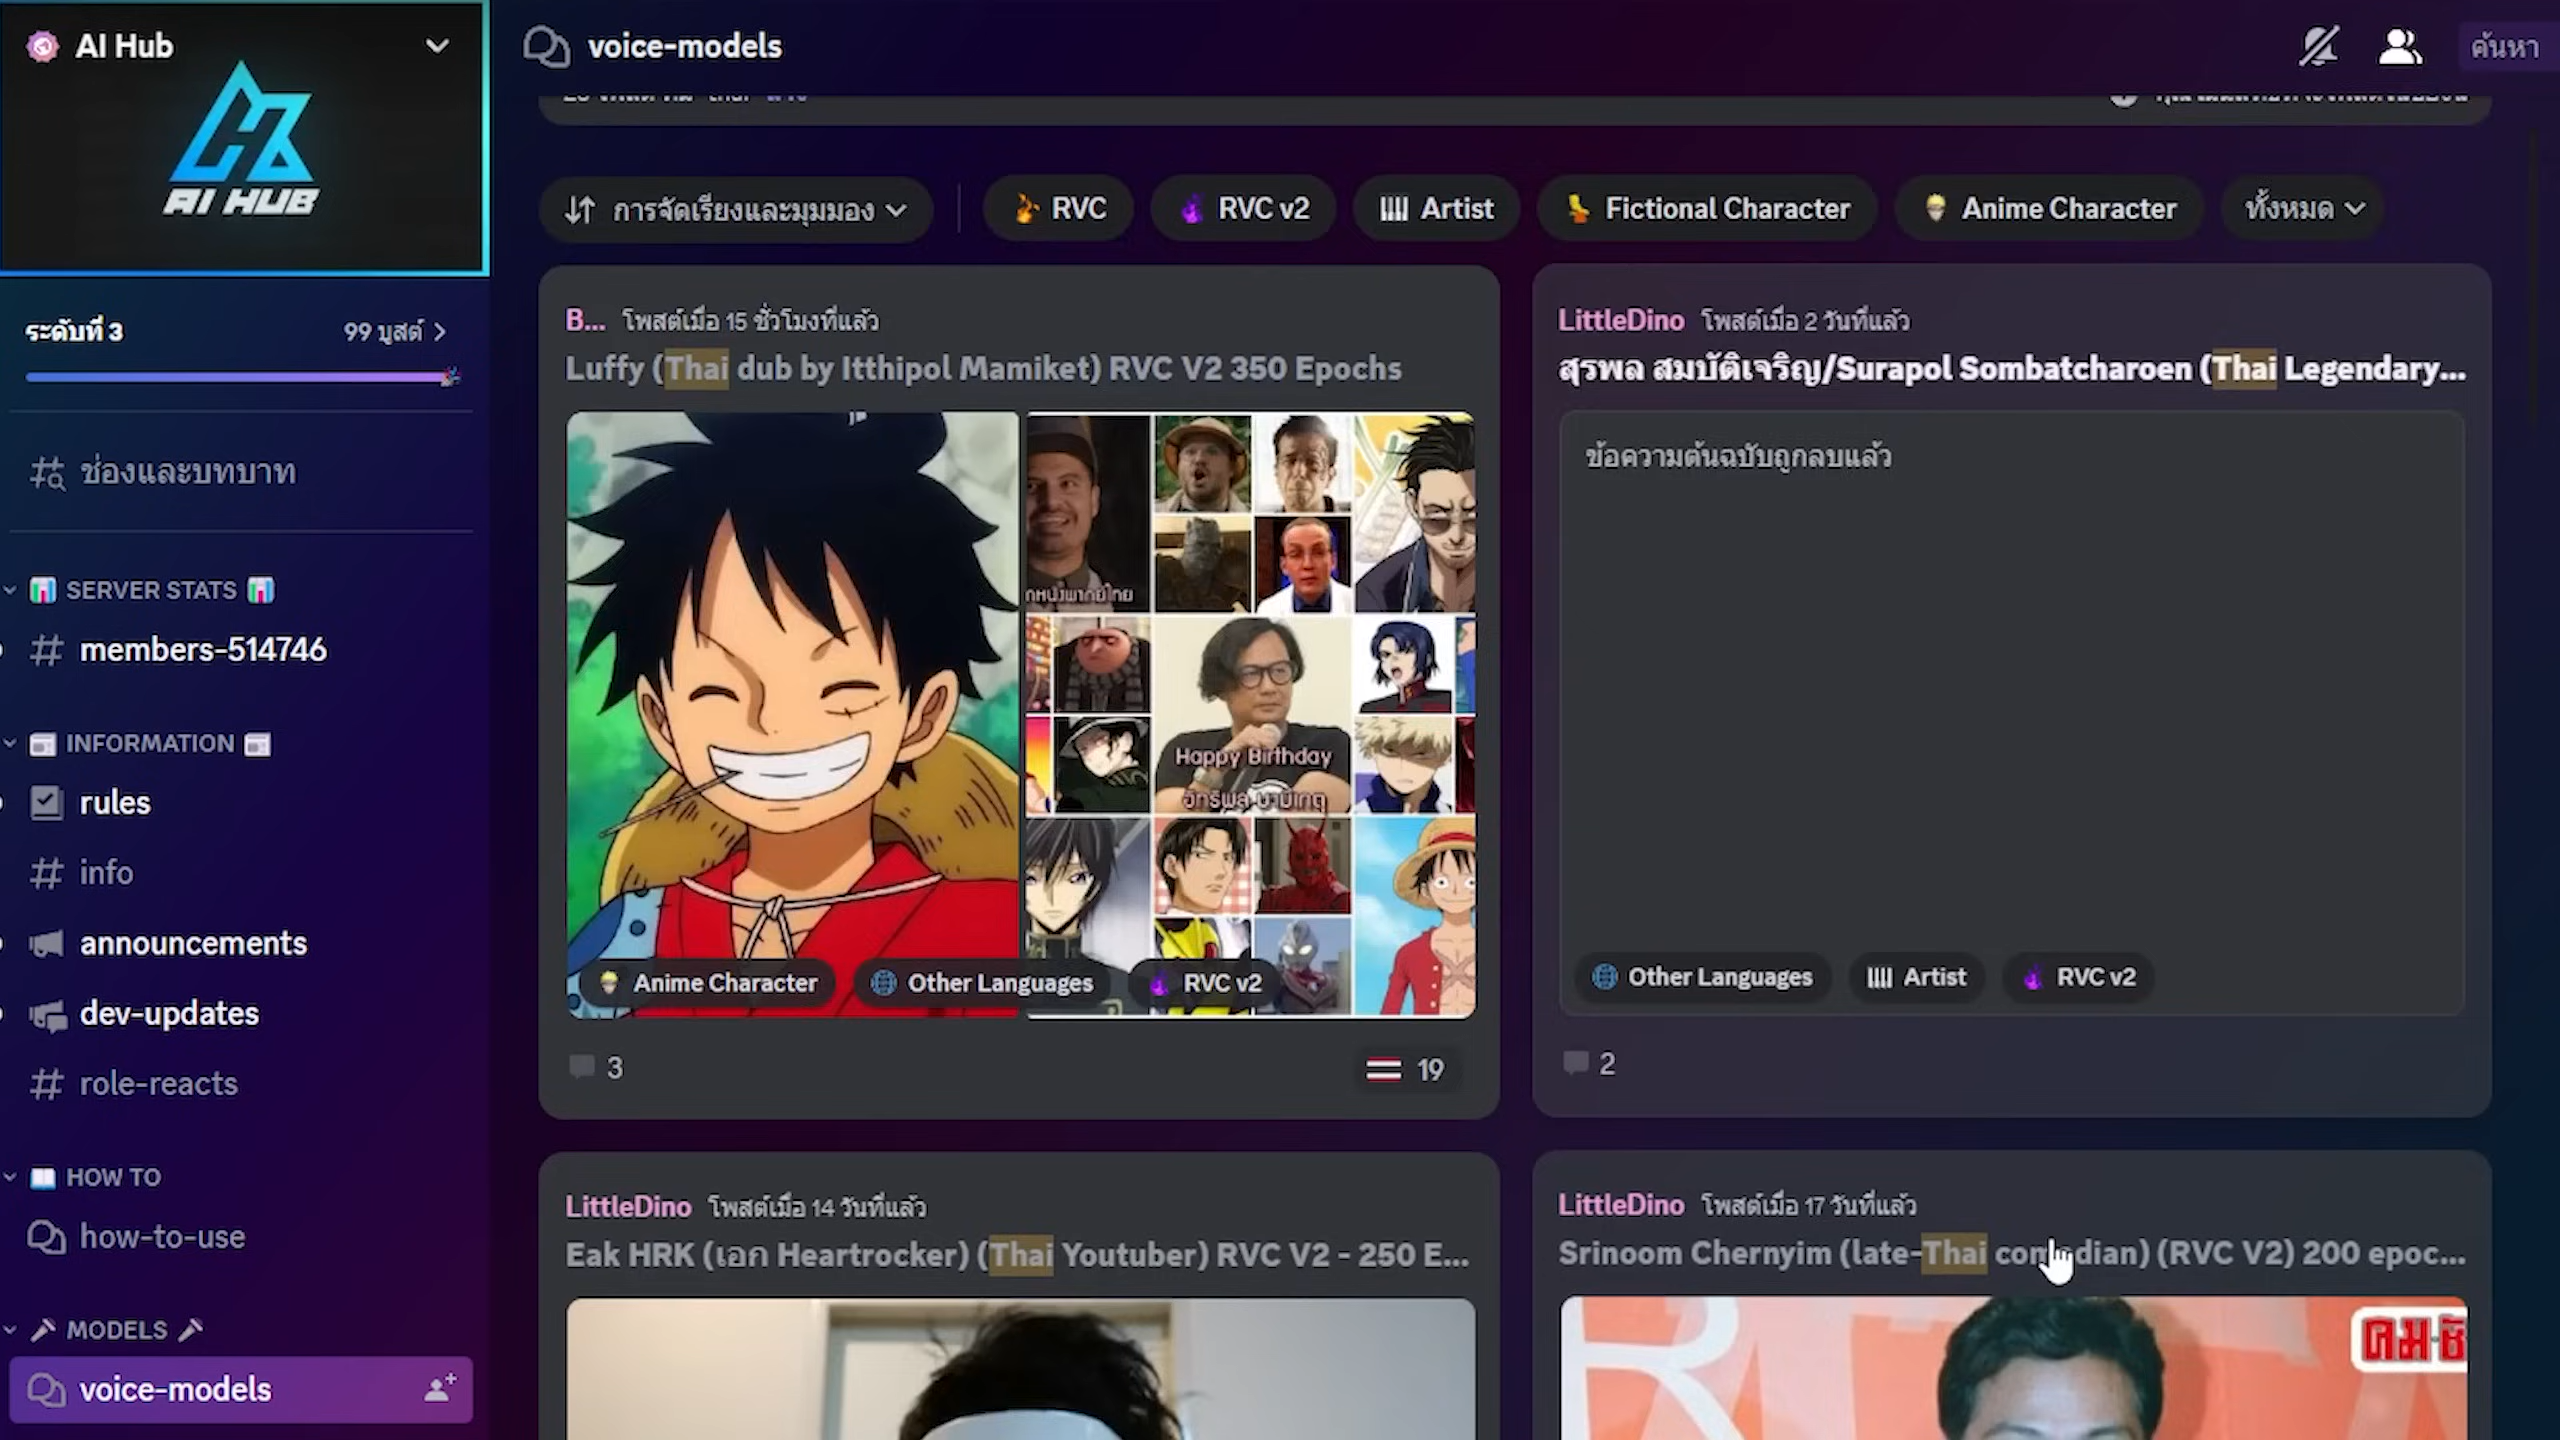 AI Hub
AI HUB
ระดับที่ 3
99 บูสต์
ช่องและบทบาท
SERVER STATS
members-514746
INFORMATION
rules
info
announcements
dev-updates
role-reacts
HOW TO
how-to-use
MODELS
voice-models
voice-models
ค้นหา
การจัดเรียงและมุมมอง
RVC
RVC v2
Artist
Fictional Character
Anime Character
ทั้งหมด
B... โพสต์เมื่อ 15 ชั่วโมงที่แล้ว
Luffy (Thai dub by Itthipol Mamiket) RVC V2 350 Epochs
Happy Birthday
อิทธิพล มามีเกตุ
Anime Character
Other Languages
RVC v2
3
19
LittleDino โพสต์เมื่อ 2 วันที่แล้ว
สุรพล สมบัติเจริญ/Surapol Sombatcharoen (Thai Legendary...
ข้อความต้นฉบับถูกลบแล้ว
Other Languages
Artist
RVC v2
2
LittleDino โพสต์เมื่อ 14 วันที่แล้ว
Eak HRK (เอก Heartrocker) (Thai Youtuber) RVC V2 - 250 E...
LittleDino โพสต์เมื่อ 17 วันที่แล้ว
Srinoom Chernyim (late-Thai comedian) (RVC V2) 200 epoc...